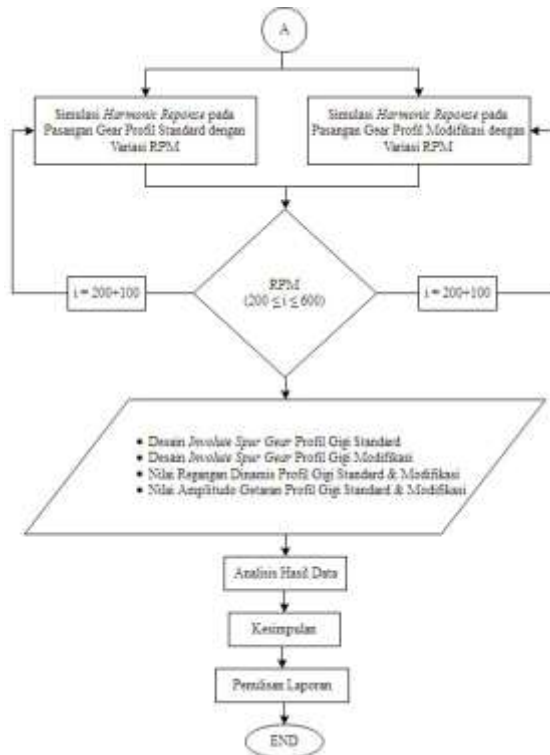 A
Simulasi Harmonic Reponse pada
Pasangan Gear Profil Standard dengan
Variasi RPM
Simulasi Harmonic Reponse pada
Pasangan Gear Profil Modifikasi dengan
Variasi RPM
i = 200+100
RPM
(200 ≤ i ≤ 600)
i = 200+100
• Desain Involute Spur Gear Profil Gigi Standard
• Desain Involute Spur Gear Profil Gigi Modifikasi
• Nilai Regangan Dinamis Profil Gigi Standard & Modifikasi
• Nilai Amplitudo Getaran Profil Gigi Standard & Modifikasi
Analisis Hasil Data
Kesimpulan
Penulisan Laporan
END